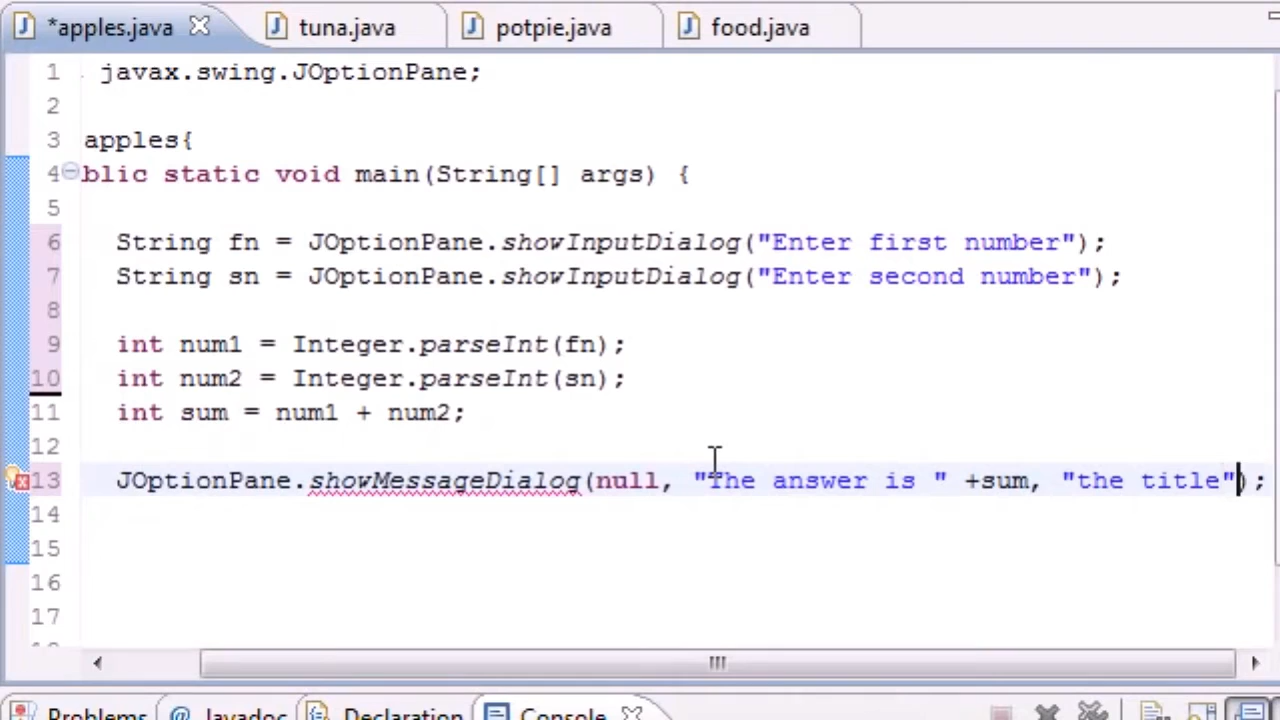 *apples.java tuna.java potpie.java food.java
1 javax.swing.JOptionPane;
2
3 apples{
4 blic static void main(String[] args) {
5
6 String fn = JOptionPane.showInputDialog("Enter first number");
7 String sn = JOptionPane.showInputDialog("Enter second number");
8
9 int num1 = Integer.parseInt(fn);
10 int num2 = Integer.parseInt(sn);
11 int sum = num1 + num2;
12
13 JOptionPane.showMessageDialog(null, "The answer is " +sum, "the title");
14
15
16
17
Problems @ Javadoc Declaration Console